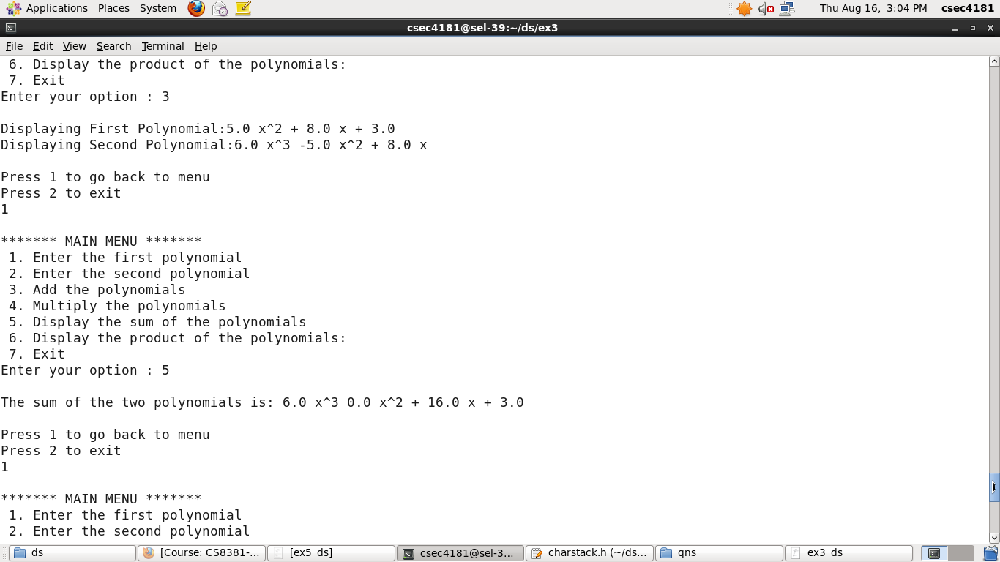 Applications Places System Thu Aug 16, 3:04 PM csec4181
csec4181@sel-39:~/ds/ex3
File Edit View Search Terminal Help
6. Display the product of the polynomials:
7. Exit
Enter your option : 3
Displaying First Polynomial:5.0 x^2 + 8.0 x + 3.0
Displaying Second Polynomial:6.0 x^3 -5.0 x^2 + 8.0 x
Press 1 to go back to menu
Press 2 to exit
1
******* MAIN MENU *******
1. Enter the first polynomial
2. Enter the second polynomial
3. Add the polynomials
4. Multiply the polynomials
5. Display the sum of the polynomials
6. Display the product of the polynomials:
7. Exit
Enter your option : 5
The sum of the two polynomials is: 6.0 x^3 0.0 x^2 + 16.0 x + 3.0
Press 1 to go back to menu
Press 2 to exit
1
******* MAIN MENU *******
1. Enter the first polynomial
2. Enter the second polynomial
ds [Course: CS8381-... [ex5_ds] csec4181@sel-3... charstack.h (~/ds... qns ex3_ds